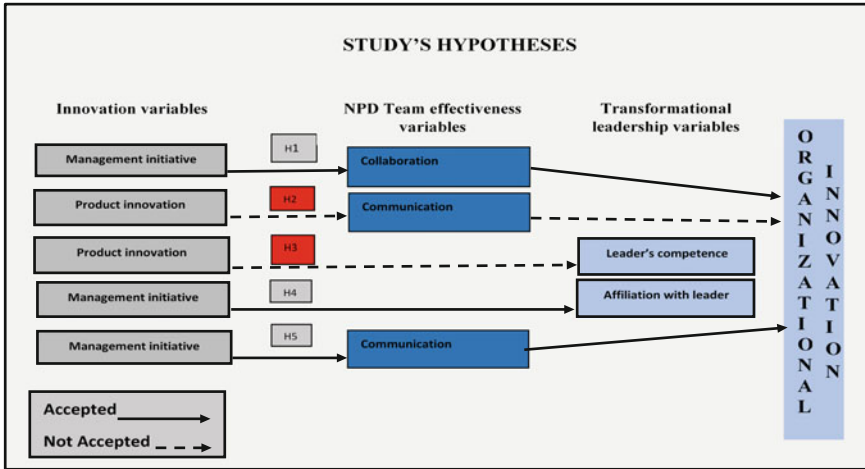 STUDY'S HYPOTHESES
Innovation variables
NPD Team effectiveness
variables
Transformational
leadership variables
Management initiative
H1
Collaboration
Product innovation
H2
Communication
Product innovation
H3
Leader's competence
Management initiative
H4
Affiliation with leader
Management initiative
H5
Communication
ORGANIZATIONAL
INNOVATION
Accepted
Not Accepted